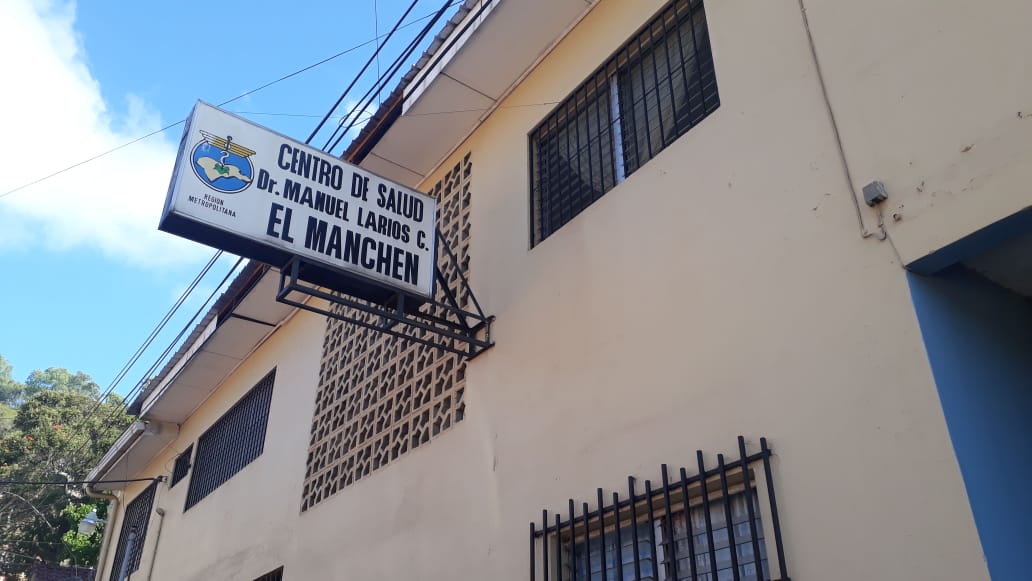 CENTRO DE SALUD
Dr. MANUEL LARIOS C.
EL MANCHEN
REGION
METROPOLITANA